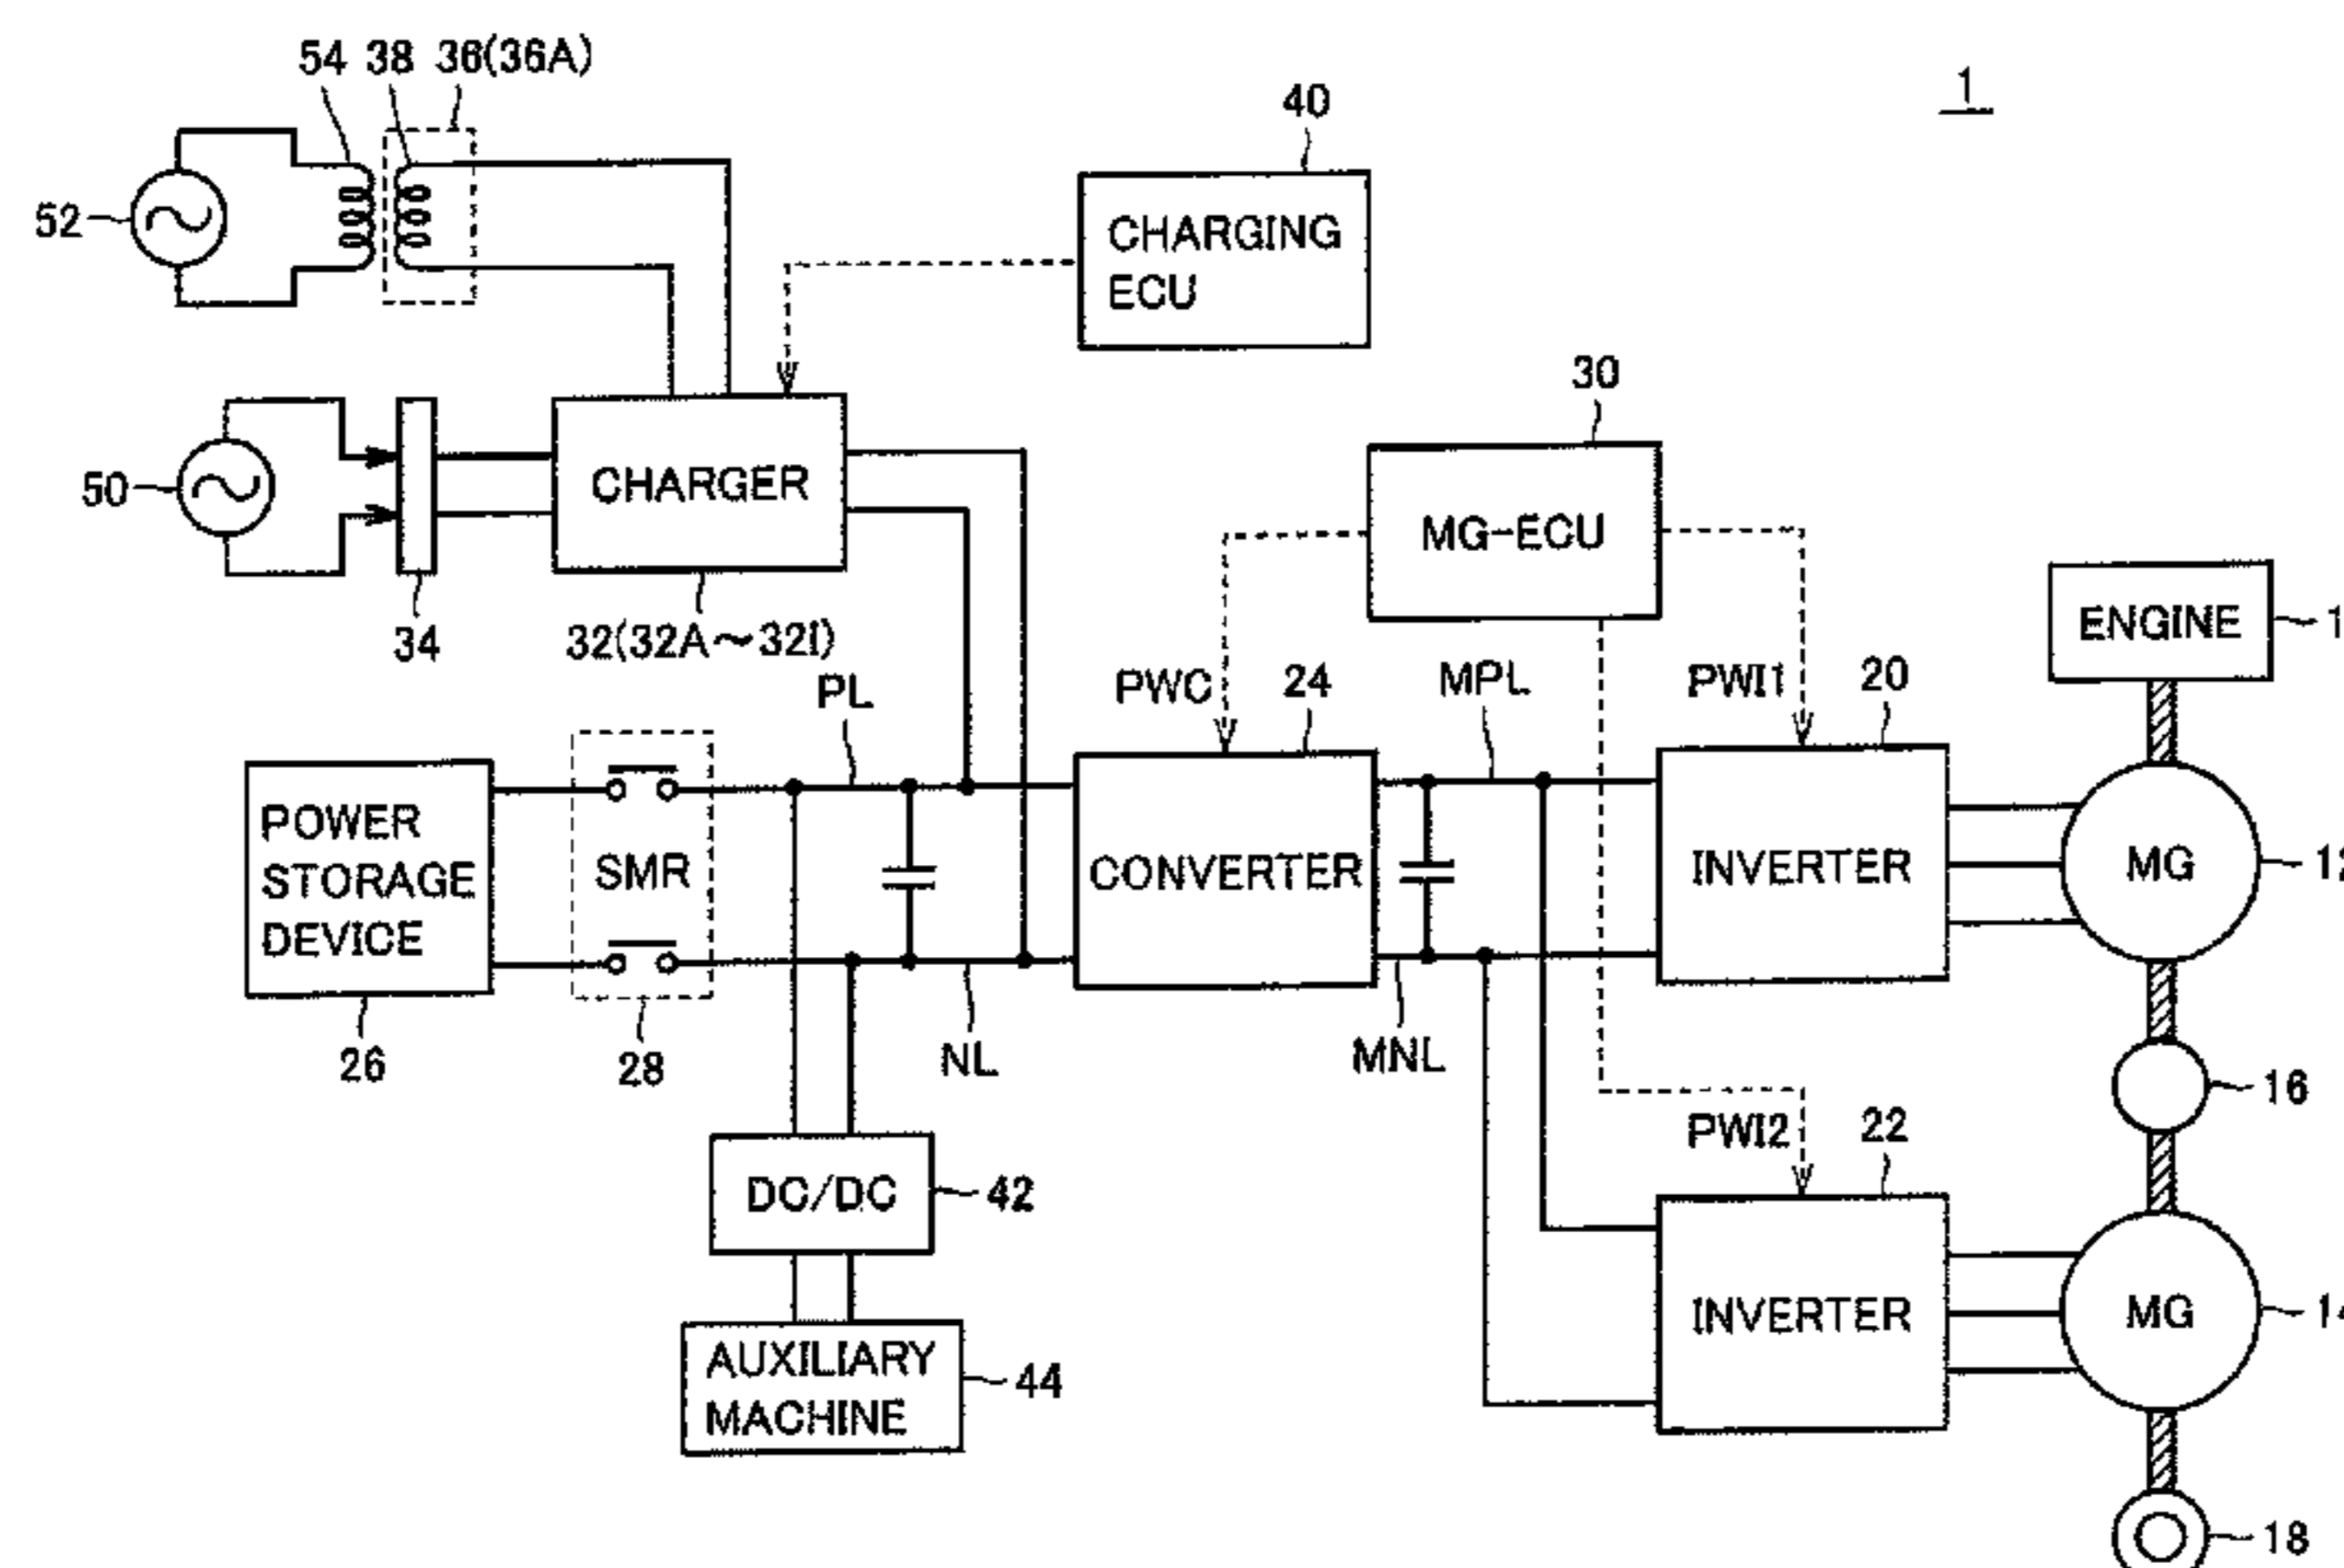 54 38 36(36A)
1
40
52
CHARGING
ECU
30
50
CHARGER
MG-ECU
34
32(32A~32I)
ENGINE
PL
PWC
24
MPL
PWI1
20
POWER
STORAGE
DEVICE
SMR
CONVERTER
INVERTER
MG
12
26
28
NL
MNL
16
PWI2
22
DC/DC
42
INVERTER
MG
AUXILIARY
MACHINE
44
18